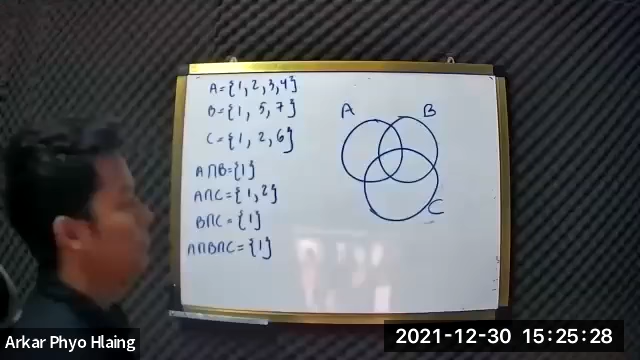 A={1,2,3,4}
B={1,5,7}
C={1,2,6}
A∩B={1}
A∩C={1,2}
B∩C={1}
A∩B∩C={1}
A
B
C
Arkar Phyo Hlaing
2021-12-30 15:25:28